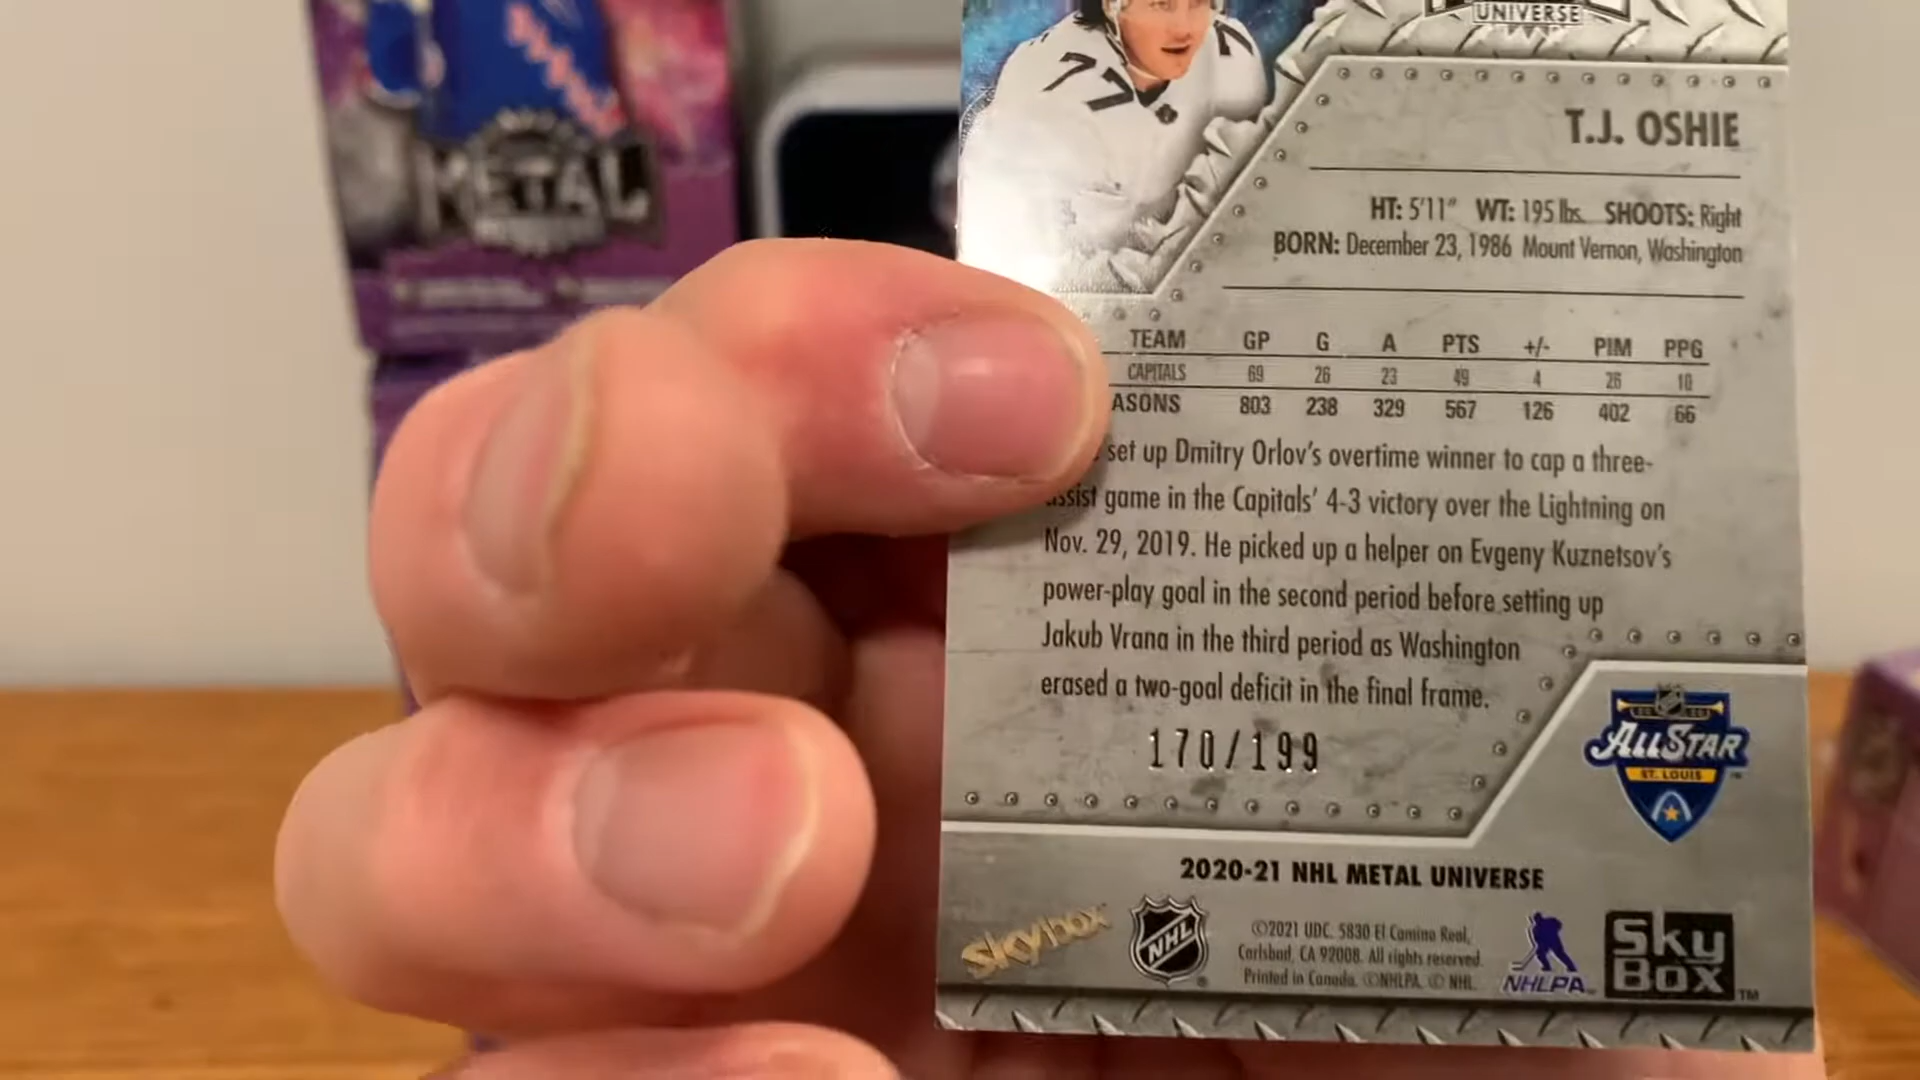 UNIVERSE
METAL
77
T.J. OSHIE
HT: 5'11" WT: 195 lbs. SHOOTS: Right
BORN: December 23, 1986 Mount Vernon, Washington
TEAM GP G A PTS +/- PIM PPG
CAPITALS 69 26 23 49 4 26 10
ASONS 803 238 329 567 126 402 66
set up Dmitry Orlov's overtime winner to cap a three-
assist game in the Capitals' 4-3 victory over the Lightning on
Nov. 29, 2019. He picked up a helper on Evgeny Kuznetsov's
power-play goal in the second period before setting up
Jakub Vrana in the third period as Washington
erased a two-goal deficit in the final frame.
170/199
ALL STAR
ST. LOUIS
2020-21 NHL METAL UNIVERSE
skybox
NHL
©2021 UDC. 5830 El Camino Real,
Carlsbad, CA 92008. All rights reserved.
Printed in Canada. ©NHLPA. © NHL.
NHLPA
Sky
Box
TM